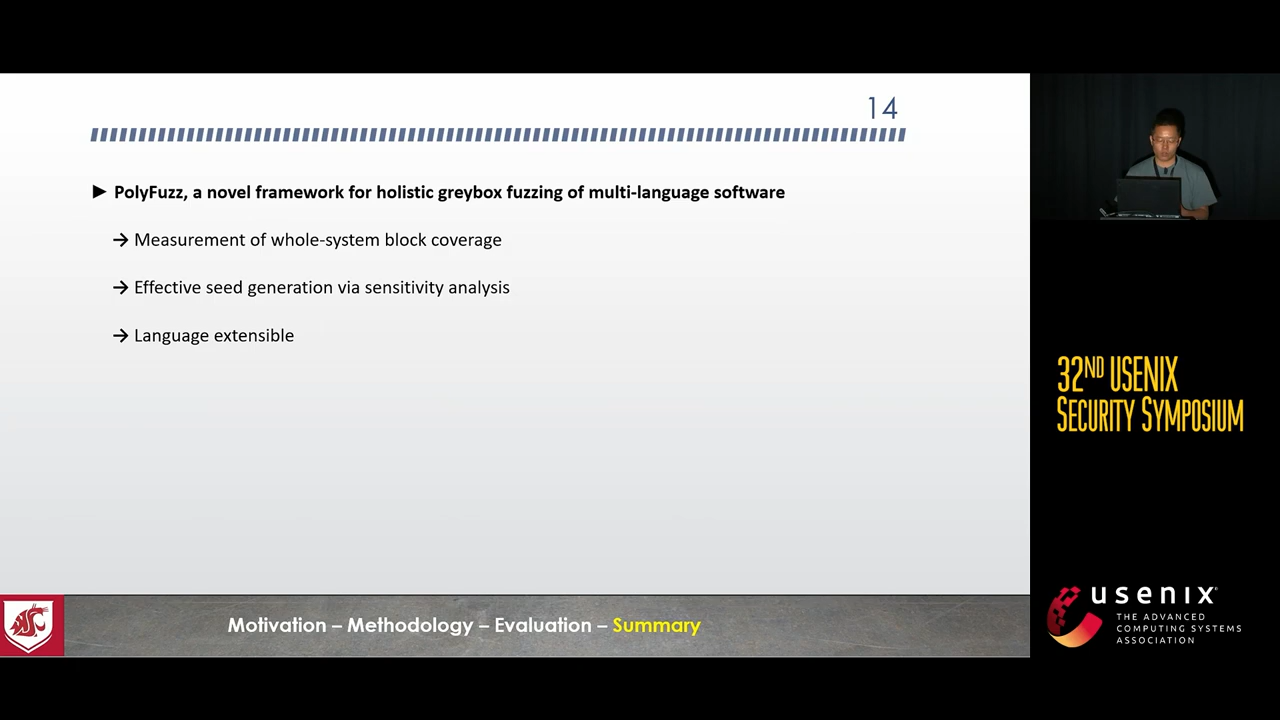 14
► PolyFuzz, a novel framework for holistic greybox fuzzing of multi-language software
→ Measurement of whole-system block coverage
→ Effective seed generation via sensitivity analysis
→ Language extensible
Motivation – Methodology – Evaluation – Summary
32ND USENIX
SECURITY SYMPOSIUM
usenix
THE ADVANCED
COMPUTING SYSTEMS
ASSOCIATION